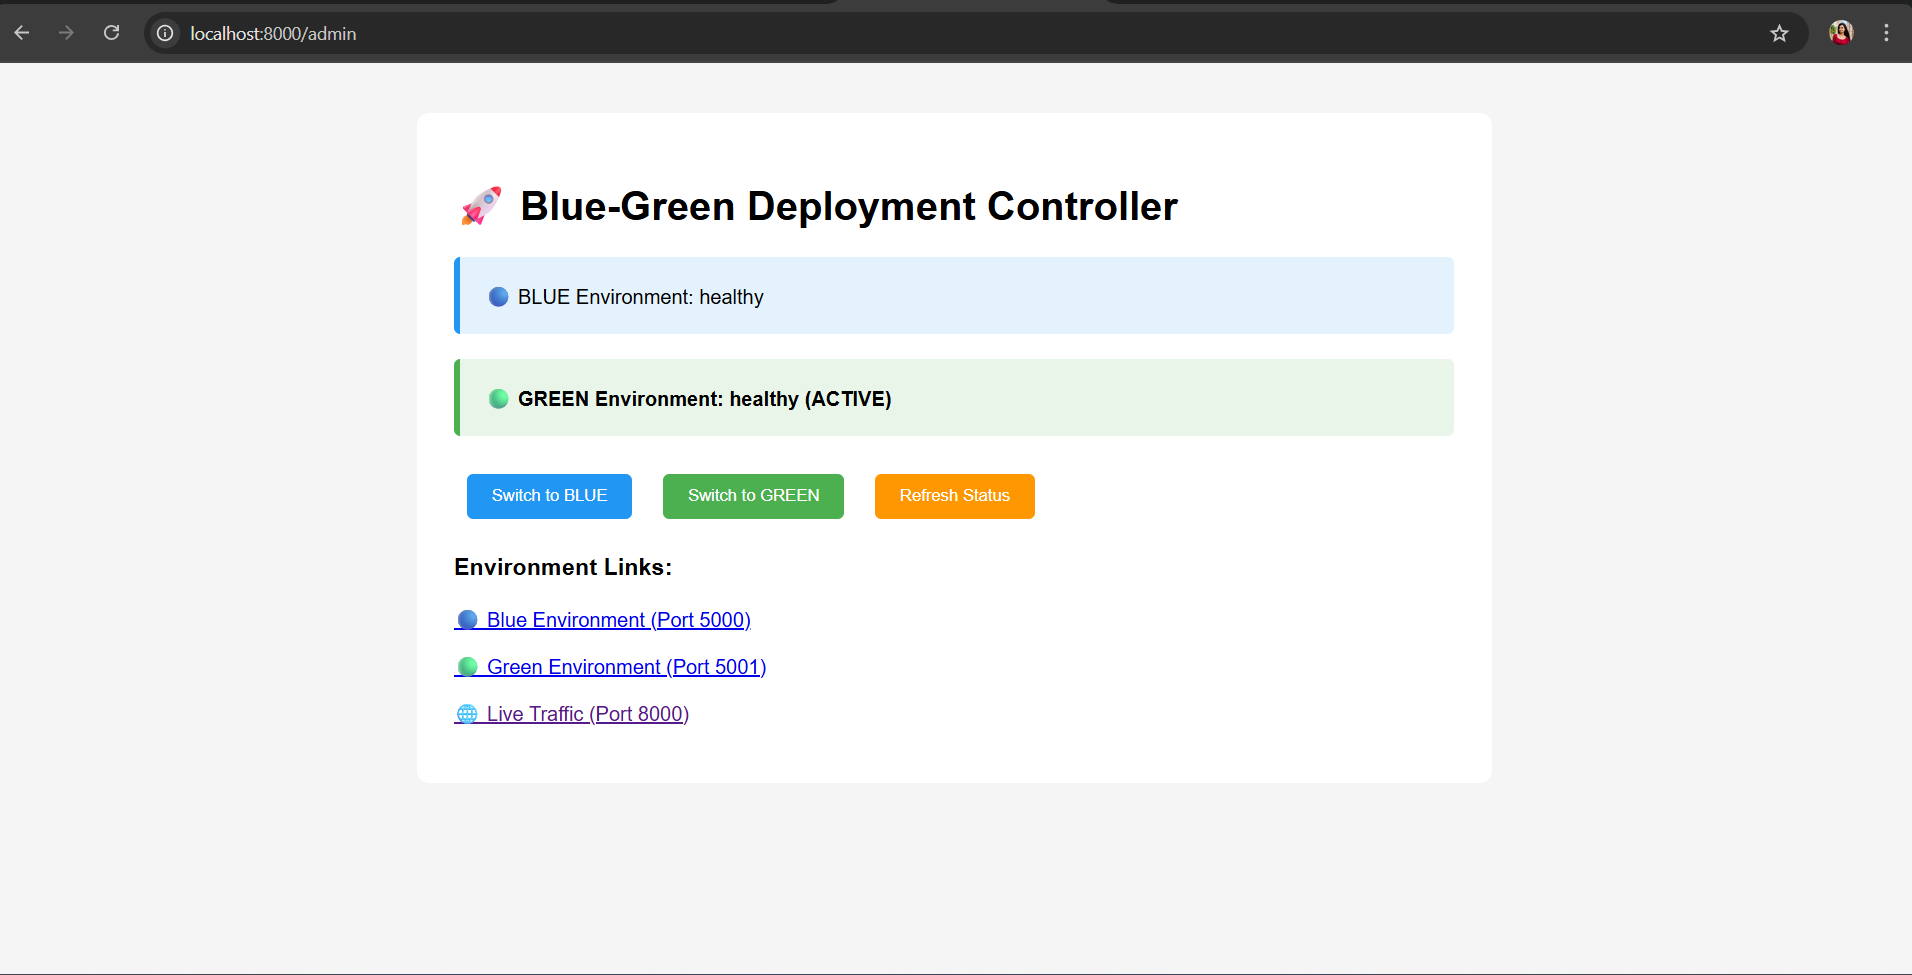 localhost:8000/admin
🚀 Blue-Green Deployment Controller
🔵 BLUE Environment: healthy
🟢 GREEN Environment: healthy (ACTIVE)
Switch to BLUE
Switch to GREEN
Refresh Status
Environment Links:
🔵 Blue Environment (Port 5000)
🟢 Green Environment (Port 5001)
🌐 Live Traffic (Port 8000)